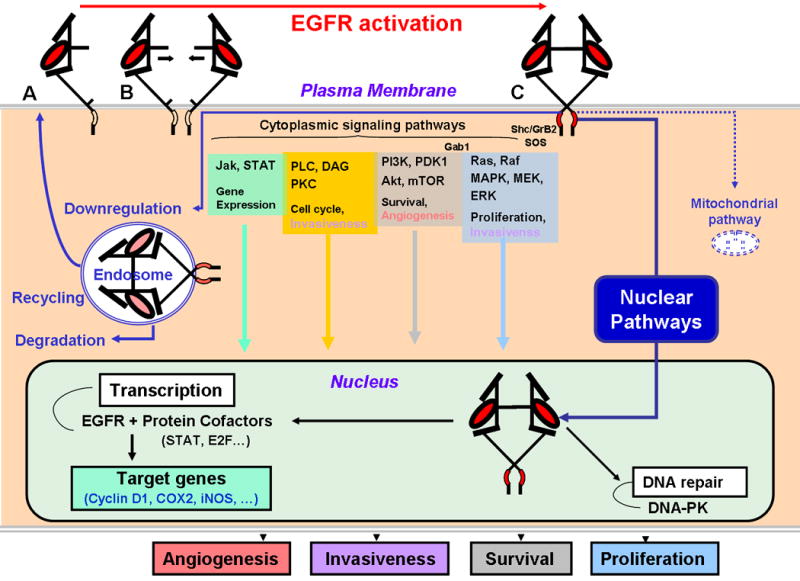 EGFR activation
A
B
C
Plasma Membrane
Cytoplasmic signaling pathways
Shc/GrB2
SOS
Gab1
Jak, STAT
Gene
Expression
PLC, DAG
PKC
Cell cycle,
Invasiveness
PI3K, PDK1
Akt, mTOR
Survival,
Angiogenesis
Ras, Raf
MAPK, MEK,
ERK
Proliferation,
Invasivenss
Mitochondrial
pathway
Downregulation
Endosome
Recycling
Degradation
Nuclear
Pathways
Nucleus
Transcription
EGFR + Protein Cofactors
(STAT, E2F...)
Target genes
(Cyclin D1, COX2, iNOS, ...)
DNA repair
DNA-PK
Angiogenesis
Invasiveness
Survival
Proliferation